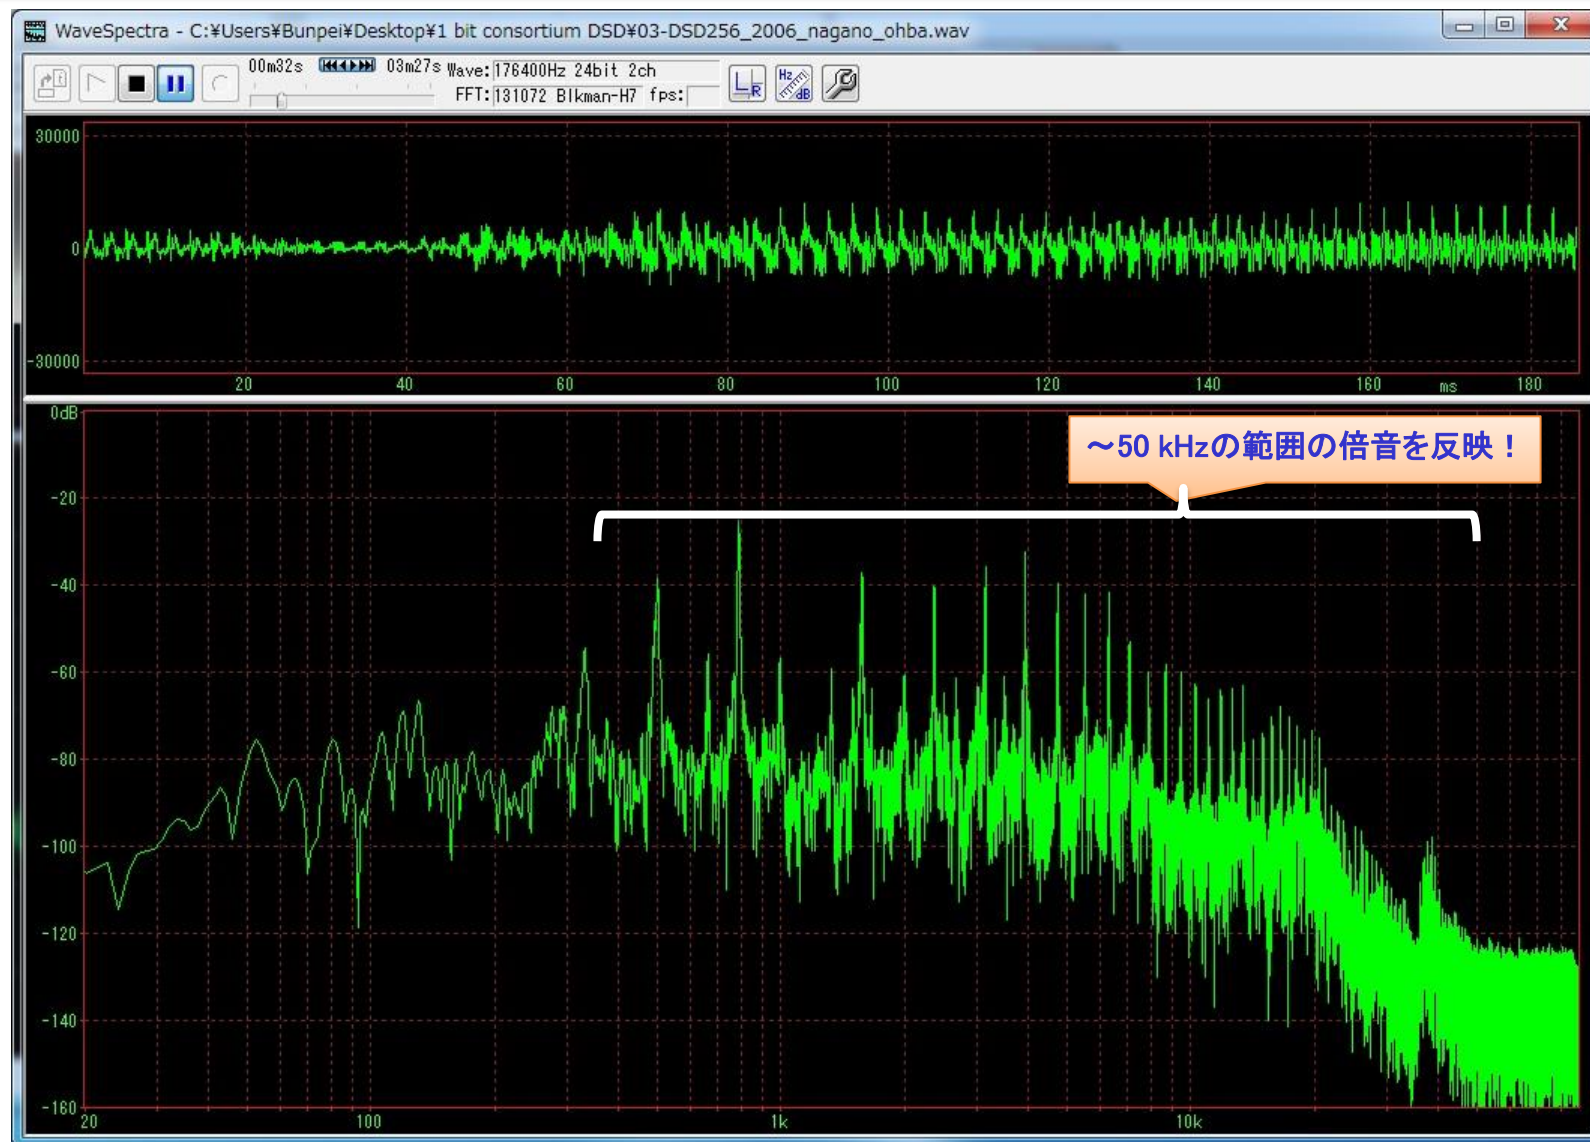 WaveSpectra - C:¥Users¥Bunpei¥Desktop¥1 bit consortium DSD¥03-DSD256_2006_nagano_ohba.wav
00m32s 03m27s Wave: 176400Hz 24bit 2ch
FFT: 131072 Blkman-H7 fps:
L R Hz dB
30000
0
-30000
20 40 60 80 100 120 140 160 ms 180
0dB
～50 kHzの範囲の倍音を反映！
-20
-40
-60
-80
-100
-120
-140
-160
20 100 1k 10k